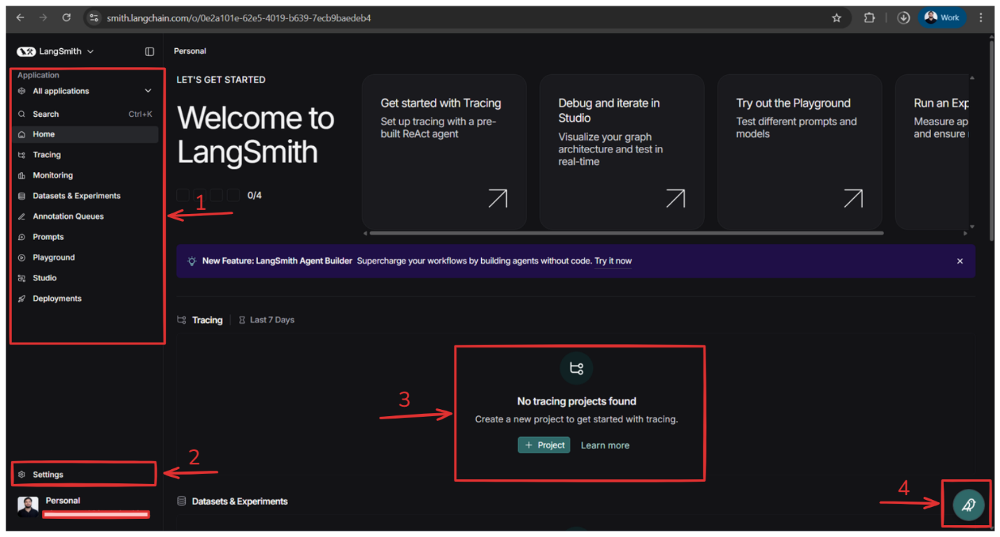 smith.langchain.com/o/0e2a101e-62e5-4019-b639-7ecb9baedeb4
Work
LangSmith
Personal
Application
All applications
Search Ctrl+K
Home
Tracing
Monitoring
Datasets & Experiments
Annotation Queues
Prompts
Playground
Studio
Deployments
1
Settings
2
Personal
LET'S GET STARTED
Welcome to
LangSmith
0/4
Get started with Tracing
Set up tracing with a pre-
built ReAct agent
Debug and iterate in
Studio
Visualize your graph
architecture and test in
real-time
Try out the Playground
Test different prompts and
models
Run an Exp
Measure ap
and ensure
New Feature: LangSmith Agent Builder Supercharge your workflows by building agents without code. Try it now
Tracing Last 7 Days
3
No tracing projects found
Create a new project to get started with tracing.
+ Project Learn more
Datasets & Experiments
4